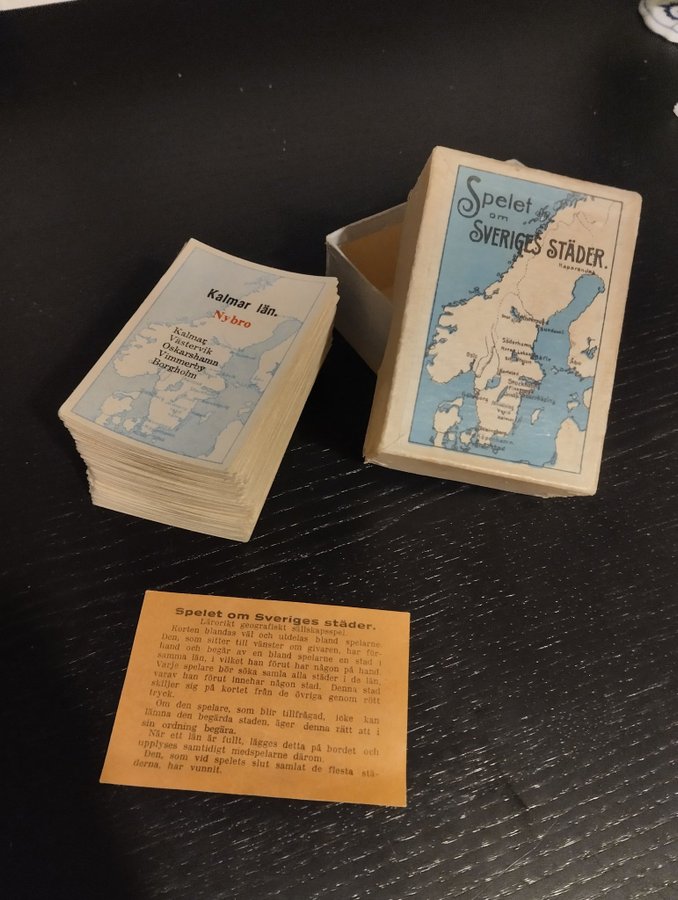 Spelet
om
SVERIGES STÄDER.
Haparanda
Kalmar län.
Nybro
Kalmar
Västervik
Oskarshamn
Vimmerby
Borgholm
Spelet om Sveriges städer.
Lärorikt geografiskt sällskapsspel.
Korten blandas väl och utdelas bland spelarne.
Den, som sitter till vänster om givaren, har för-
hand och begär av en bland spelarne en stad i
samma län, i vilket han förut har någon på hand.
Varje spelare bör söka samla alla städer i de län,
varav han förut innehar någon stad. Denna stad
skiljer sig på kortet från de övriga genom rött
tryck.
Om den spelare, som blir tillfrågad, icke kan
lämna den begärda staden, äger denna rätt att i
sin ordning begära.
När ett län är fullt, lägges detta på bordet och
upplyses samtidigt medspelarne därom.
Den, som vid spelets slut samlat de flesta stä-
derna, har vunnit.